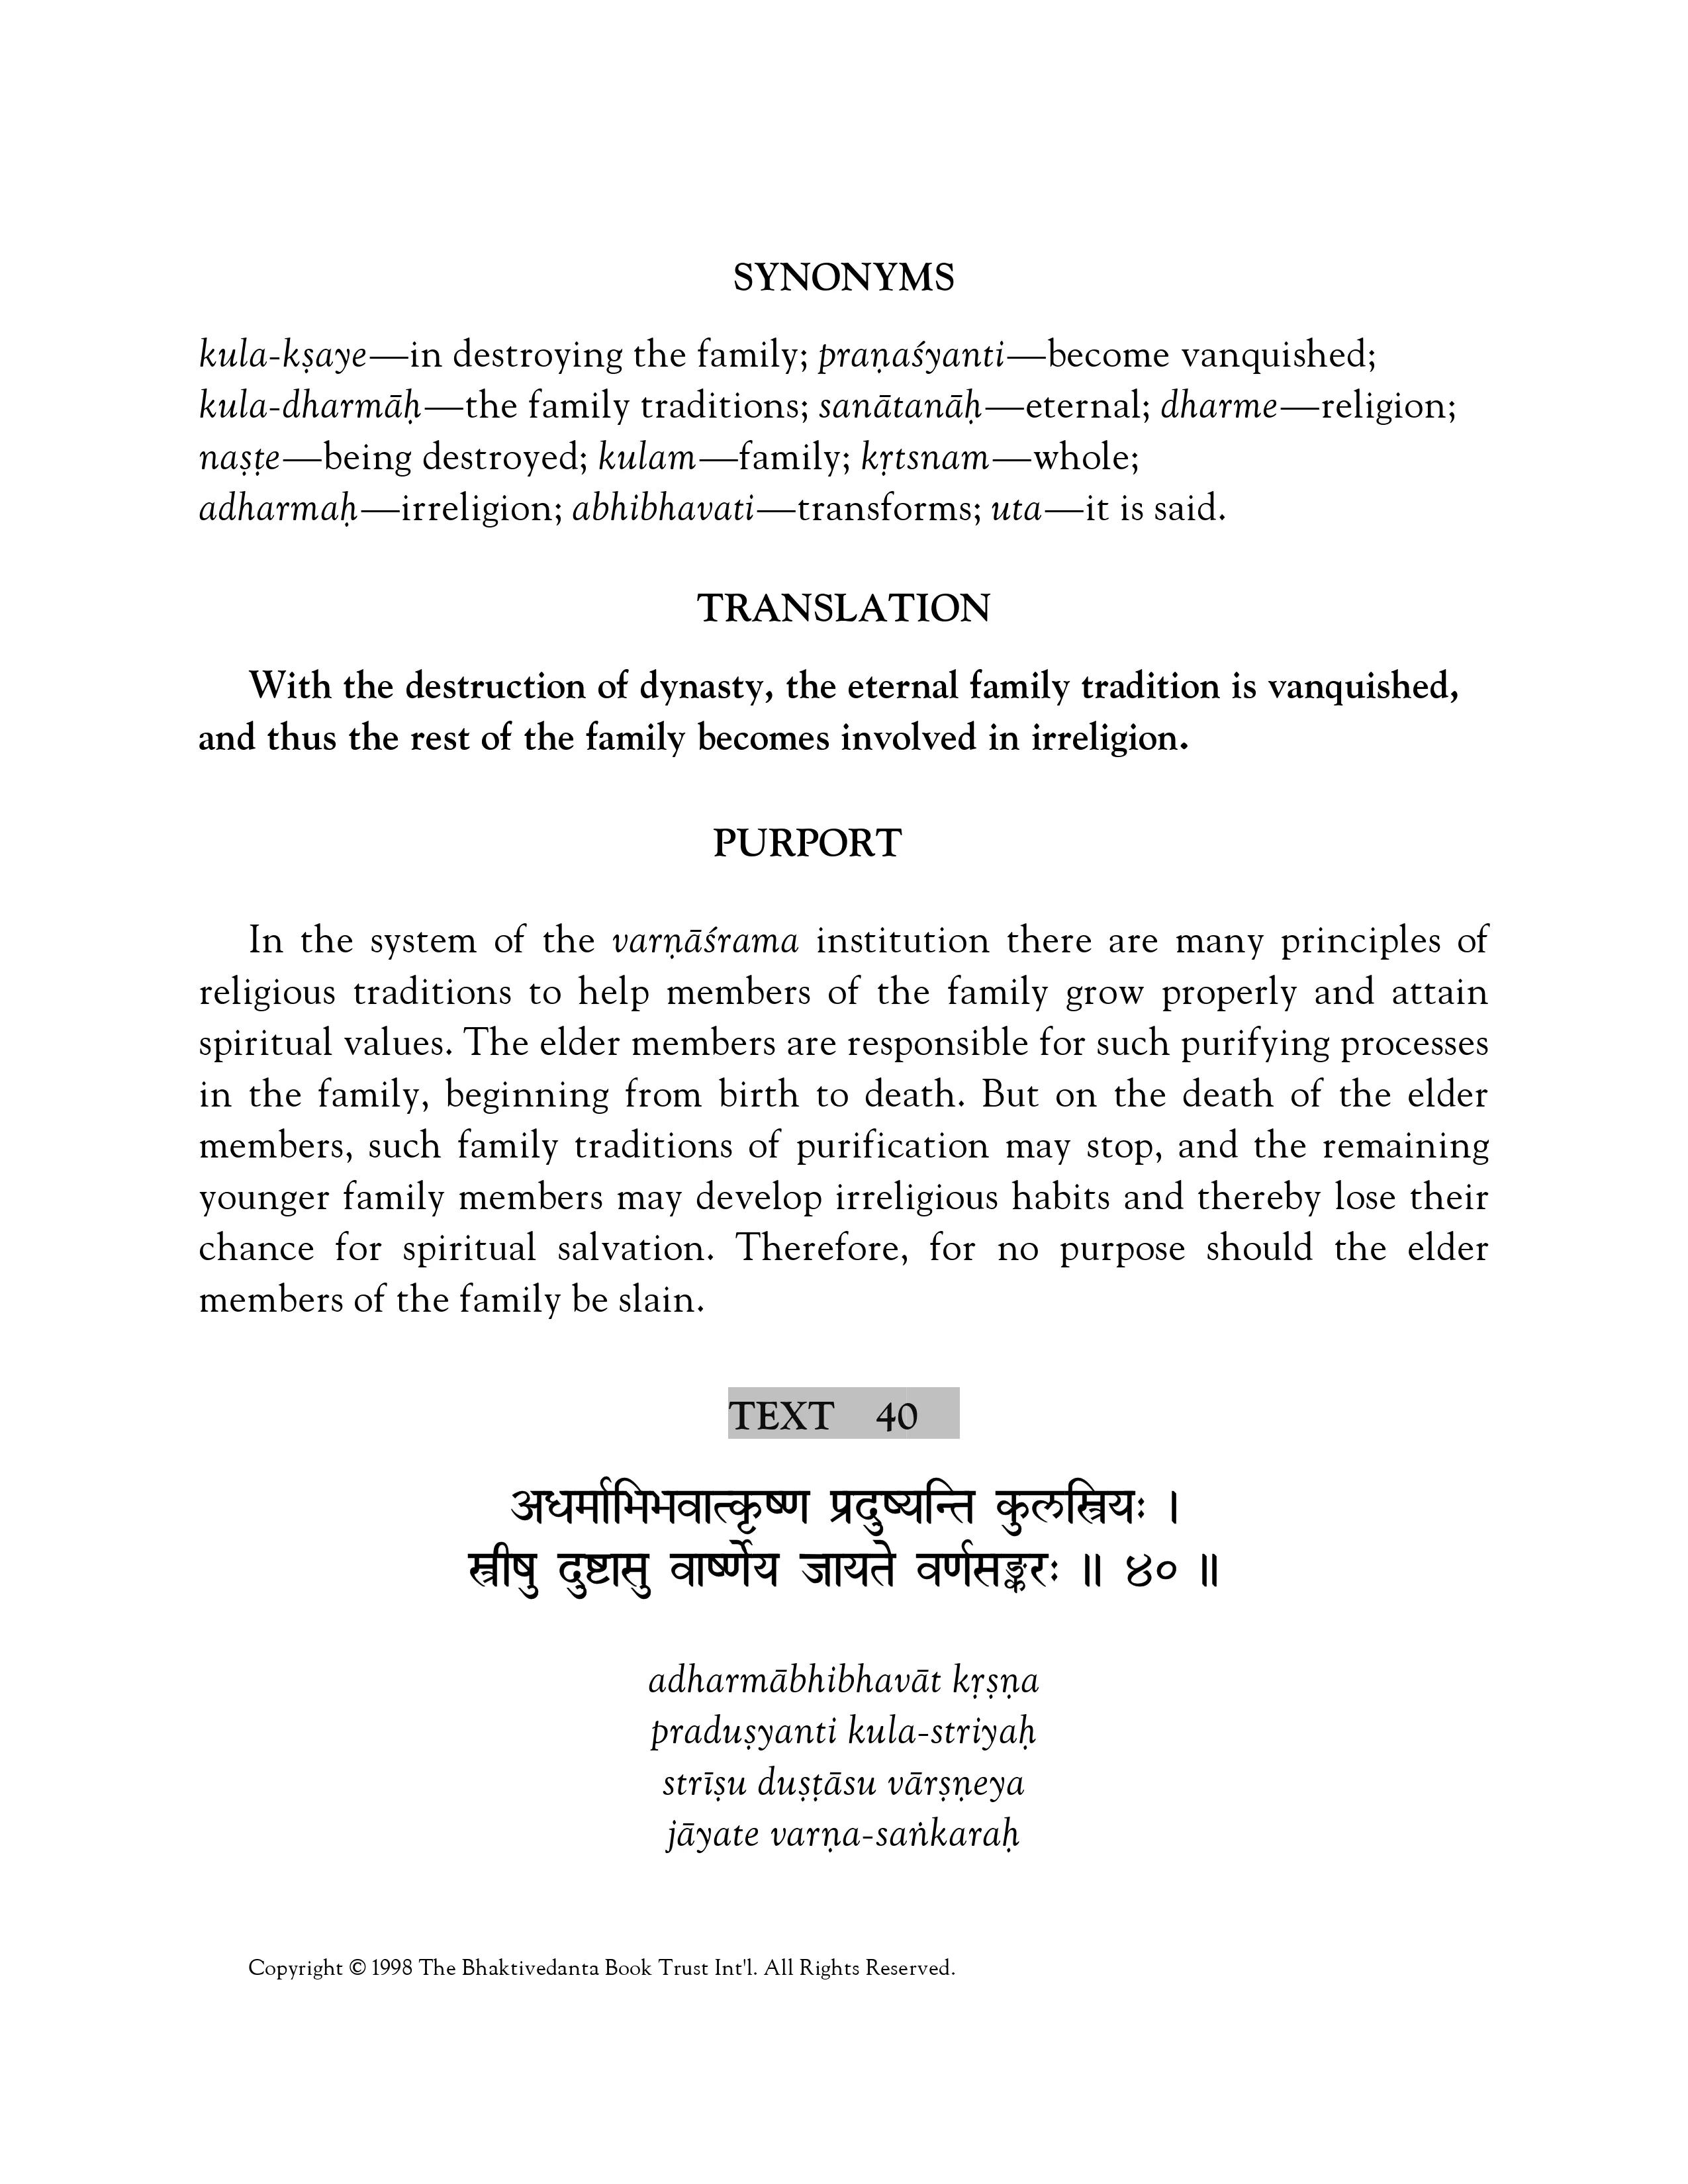 SYNONYMS
kula-kṣaye—in destroying the family; praṇaśyanti—become vanquished;
kula-dharmāḥ—the family traditions; sanātanāḥ—eternal; dharme—religion;
naṣṭe—being destroyed; kulam—family; kṛtsnam—whole;
adharmaḥ—irreligion; abhibhavati—transforms; uta—it is said.
TRANSLATION
With the destruction of dynasty, the eternal family tradition is vanquished,
and thus the rest of the family becomes involved in irreligion.
PURPORT
In the system of the varṇāśrama institution there are many principles of
religious traditions to help members of the family grow properly and attain
spiritual values. The elder members are responsible for such purifying processes
in the family, beginning from birth to death. But on the death of the elder
members, such family traditions of purification may stop, and the remaining
younger family members may develop irreligious habits and thereby lose their
chance for spiritual salvation. Therefore, for no purpose should the elder
members of the family be slain.
TEXT 40
अधर्माभिभवात्कृष्ण प्रदुष्यन्ति कुलस्त्रियः ।
स्त्रीषु दुष्टासु वार्ष्णेय जायते वर्णसङ्करः ॥ ४० ॥
adharmābhibhavāt kṛṣṇa
praduṣyanti kula-striyaḥ
strīṣu duṣṭāsu vārṣṇeya
jāyate varṇa-saṅkaraḥ
Copyright © 1998 The Bhaktivedanta Book Trust Int'l. All Rights Reserved.